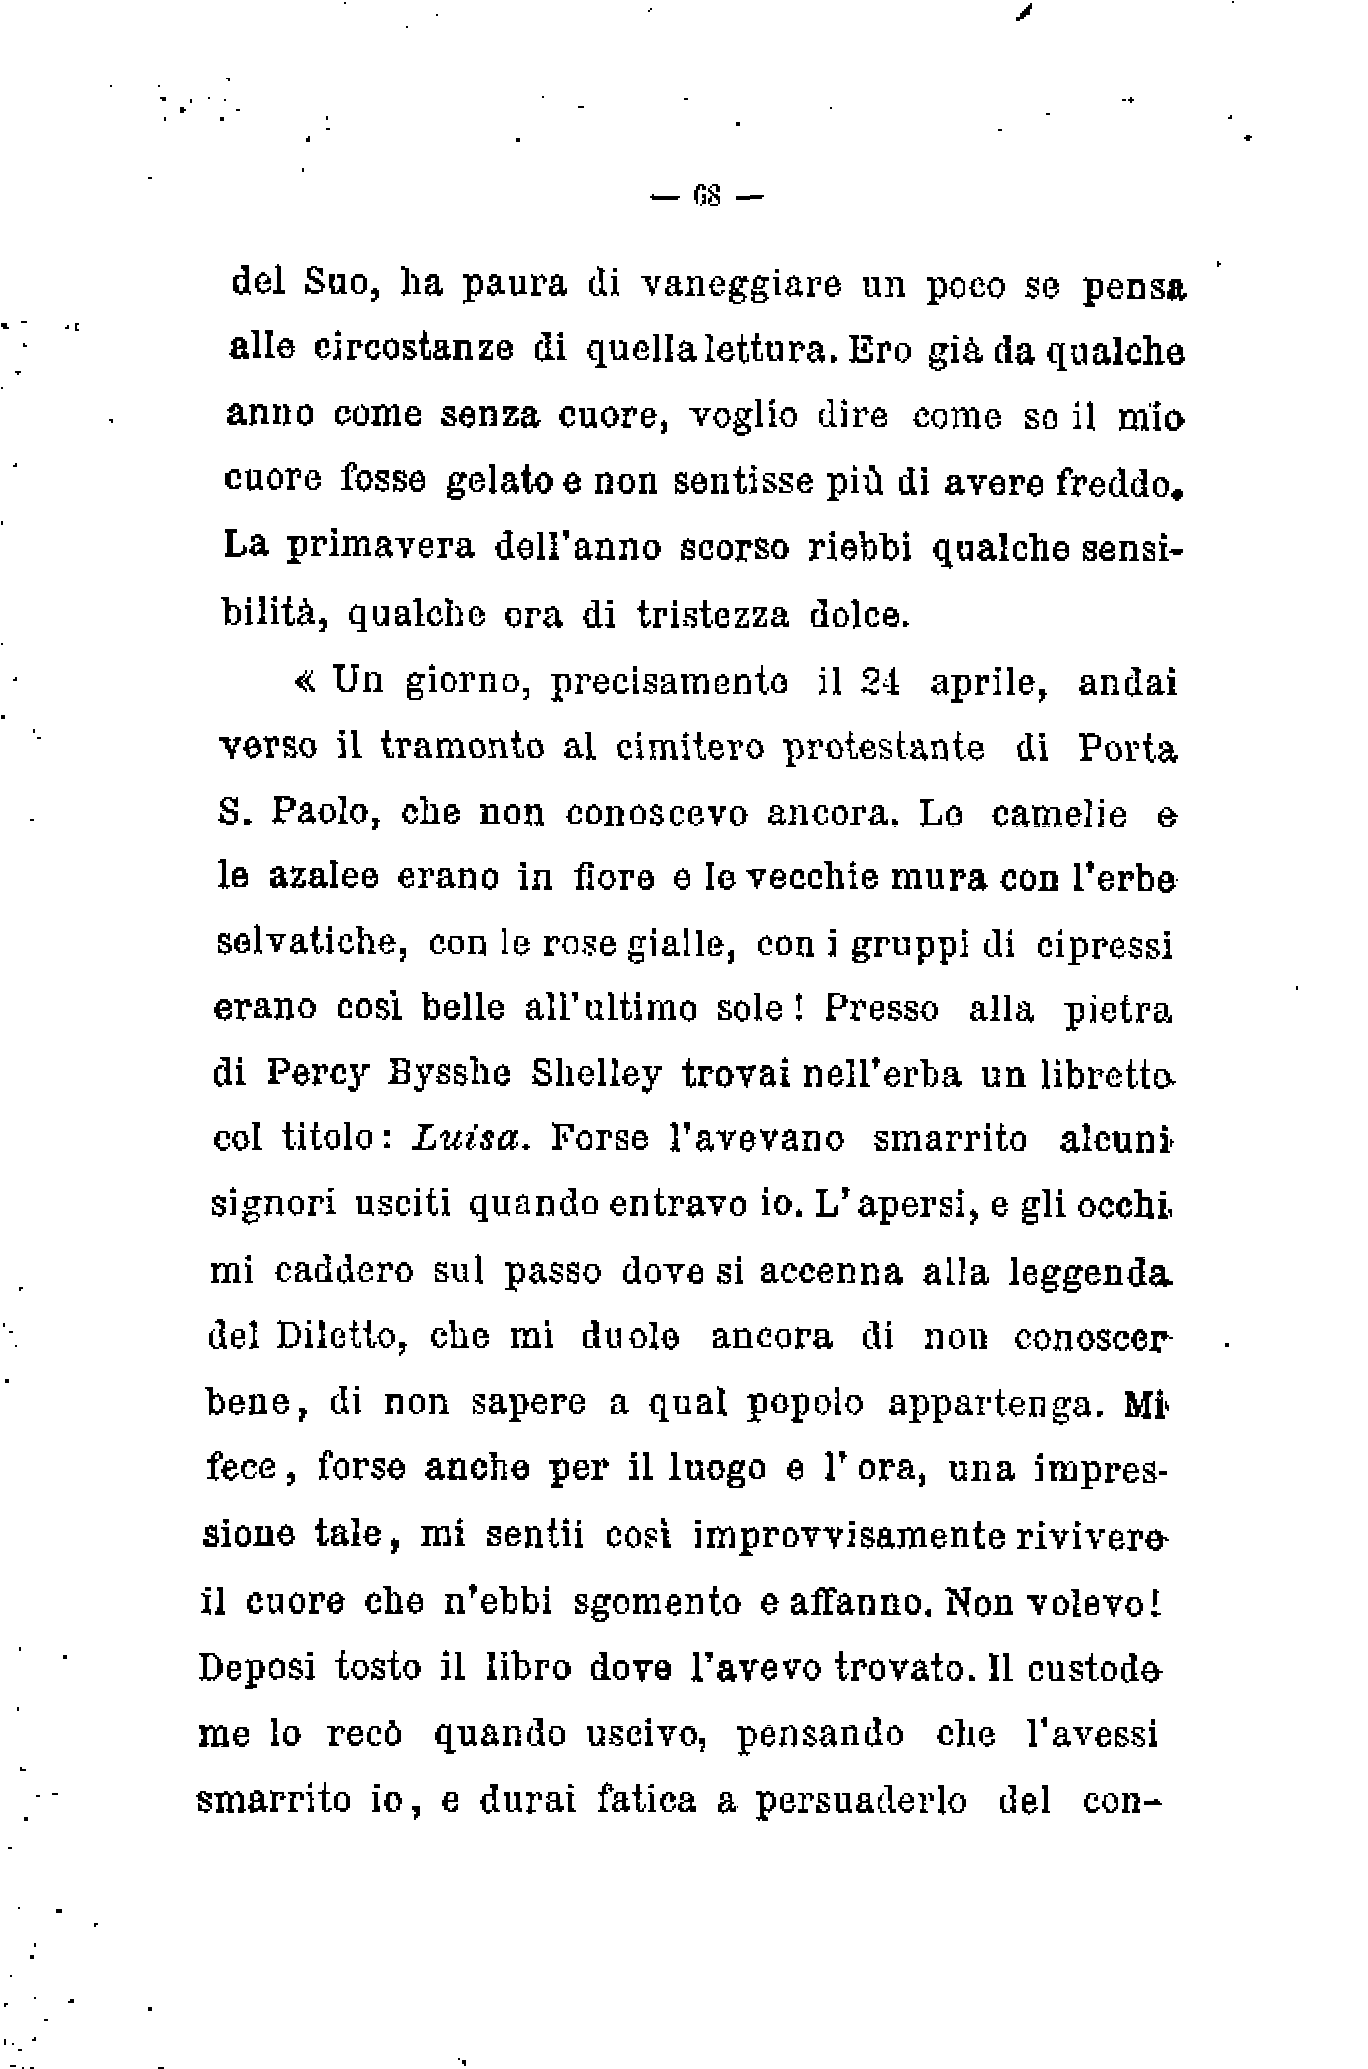 — 68 —
del Suo, ha paura di vaneggiare un poco se pensa
alle circostanze di quella lettura. Ero già da qualche
anno come senza cuore, voglio dire come se il mio
cuore fosse gelato e non sentisse più di avere freddo.
La primavera dell'anno scorso riebbi qualche sensi-
bilità, qualche ora di tristezza dolce.
« Un giorno, precisamente il 24 aprile, andai
verso il tramonto al cimitero protestante di Porta
S. Paolo, che non conoscevo ancora. Le camelie e
le azalee erano in fiore e le vecchie mura con l'erbe
selvatiche, con le rose gialle, con i gruppi di cipressi
erano così belle all'ultimo sole ! Presso alla pietra
di Percy Bysshe Shelley trovai nell'erba un libretto
col titolo : Luisa. Forse l'avevano smarrito alcuni
signori usciti quando entravo io. L'apersi, e gli occhi
mi caddero sul passo dove si accenna alla leggenda
del Diletto, che mi duole ancora di non conoscer
bene, di non sapere a qual popolo appartenga. Mi
fece, forse anche per il luogo e l'ora, una impres-
sione tale, mi sentii così improvvisamente rivivere
il cuore che n'ebbi sgomento e affanno. Non volevo!
Deposi tosto il libro dove l'avevo trovato. Il custode
me lo recò quando uscivo, pensando che l'avessi
smarrito io, e durai fatica a persuaderlo del con-